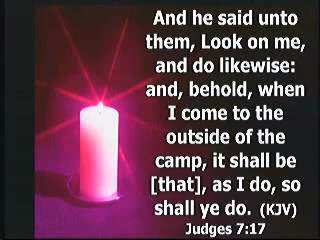 And he said unto
them, Look on me,
and do likewise:
and, behold, when
I come to the
outside of the
camp, it shall be
[that], as I do, so
shall ye do. (KJV)
Judges 7:17